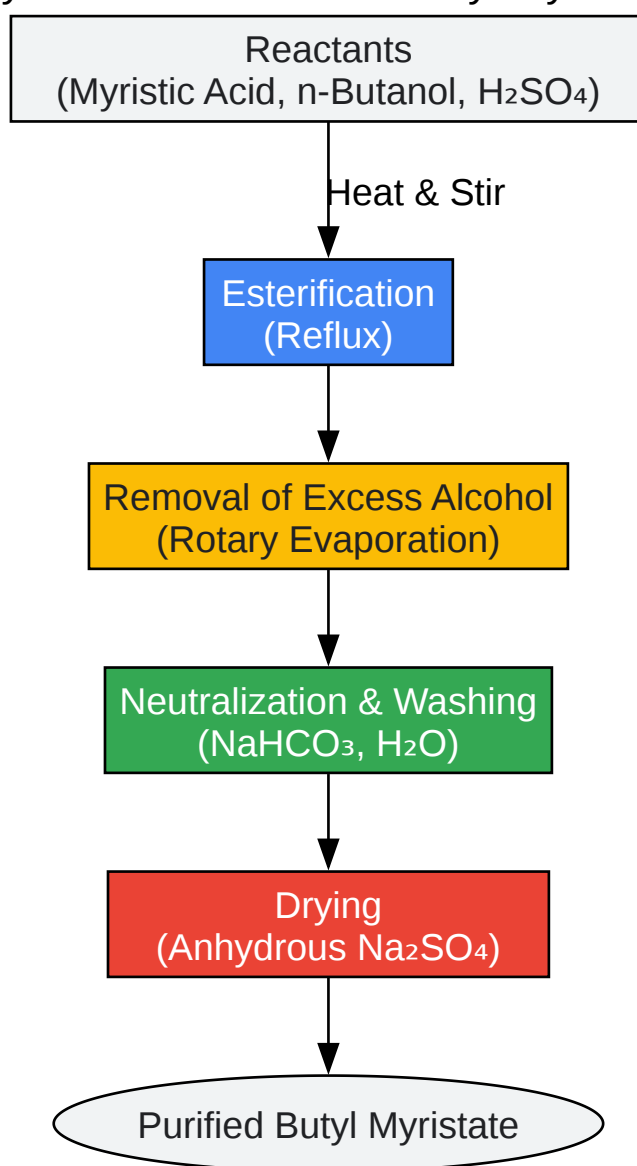 Reactants
(Myristic Acid, n-Butanol, H₂SO₄)
Heat & Stir
Esterification
(Reflux)
Removal of Excess Alcohol
(Rotary Evaporation)
Neutralization & Washing
(NaHCO₃, H₂O)
Drying
(Anhydrous Na₂SO₄)
Purified Butyl Myristate